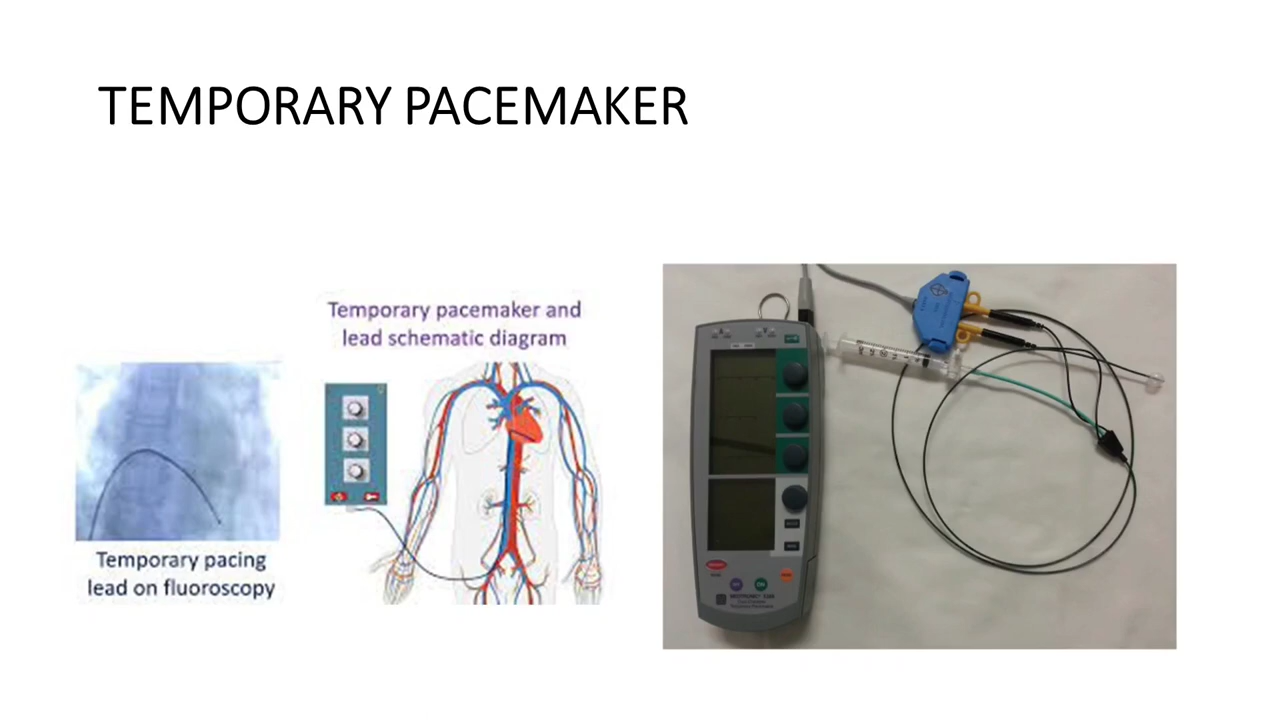 TEMPORARY PACEMAKER
Temporary pacemaker and
lead schematic diagram
Temporary pacing
lead on fluoroscopy